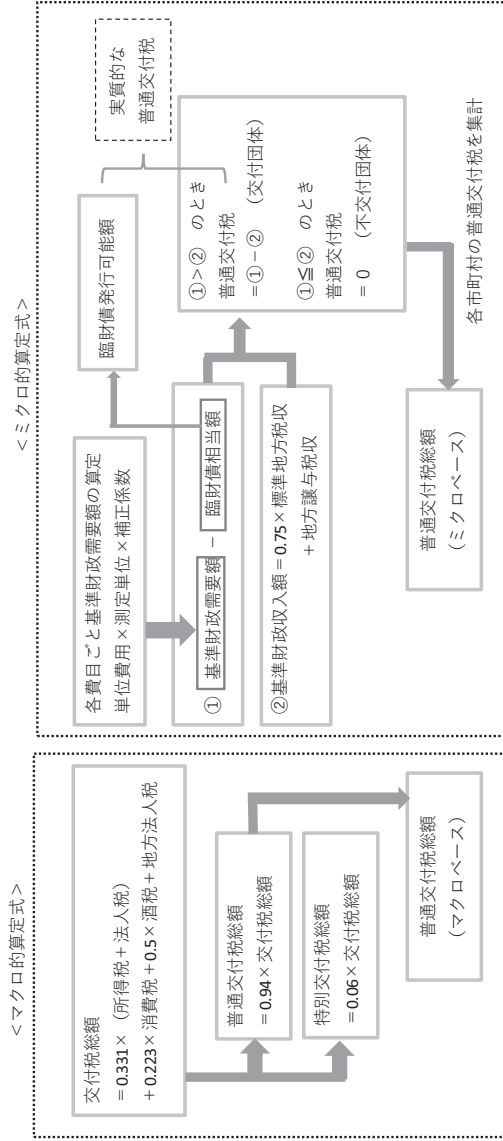 ＜マクロ的算定式＞
交付税総額
＝0.331×（所得税＋法人税）
＋0.223×消費税＋0.5×酒税＋地方法人税
普通交付税総額
＝0.94×交付税総額
特別交付税総額
＝0.06×交付税総額
普通交付税総額
（マクロベース）
＜ミクロ的算定式＞
各費目ごと基準財政需要額の算定
単位費用×測定単位×補正係数
臨財債発行可能額
実質的な
普通交付税
① 基準財政需要額 － 臨財債相当額
②基準財政収入額＝0.75×標準地方税収
＋地方譲与税収
①＞② のとき
普通交付税
＝①－② （交付団体）
①≦② のとき
普通交付税
＝0 （不交付団体）
各市町村の普通交付税を集計
普通交付税総額
（ミクロベース）